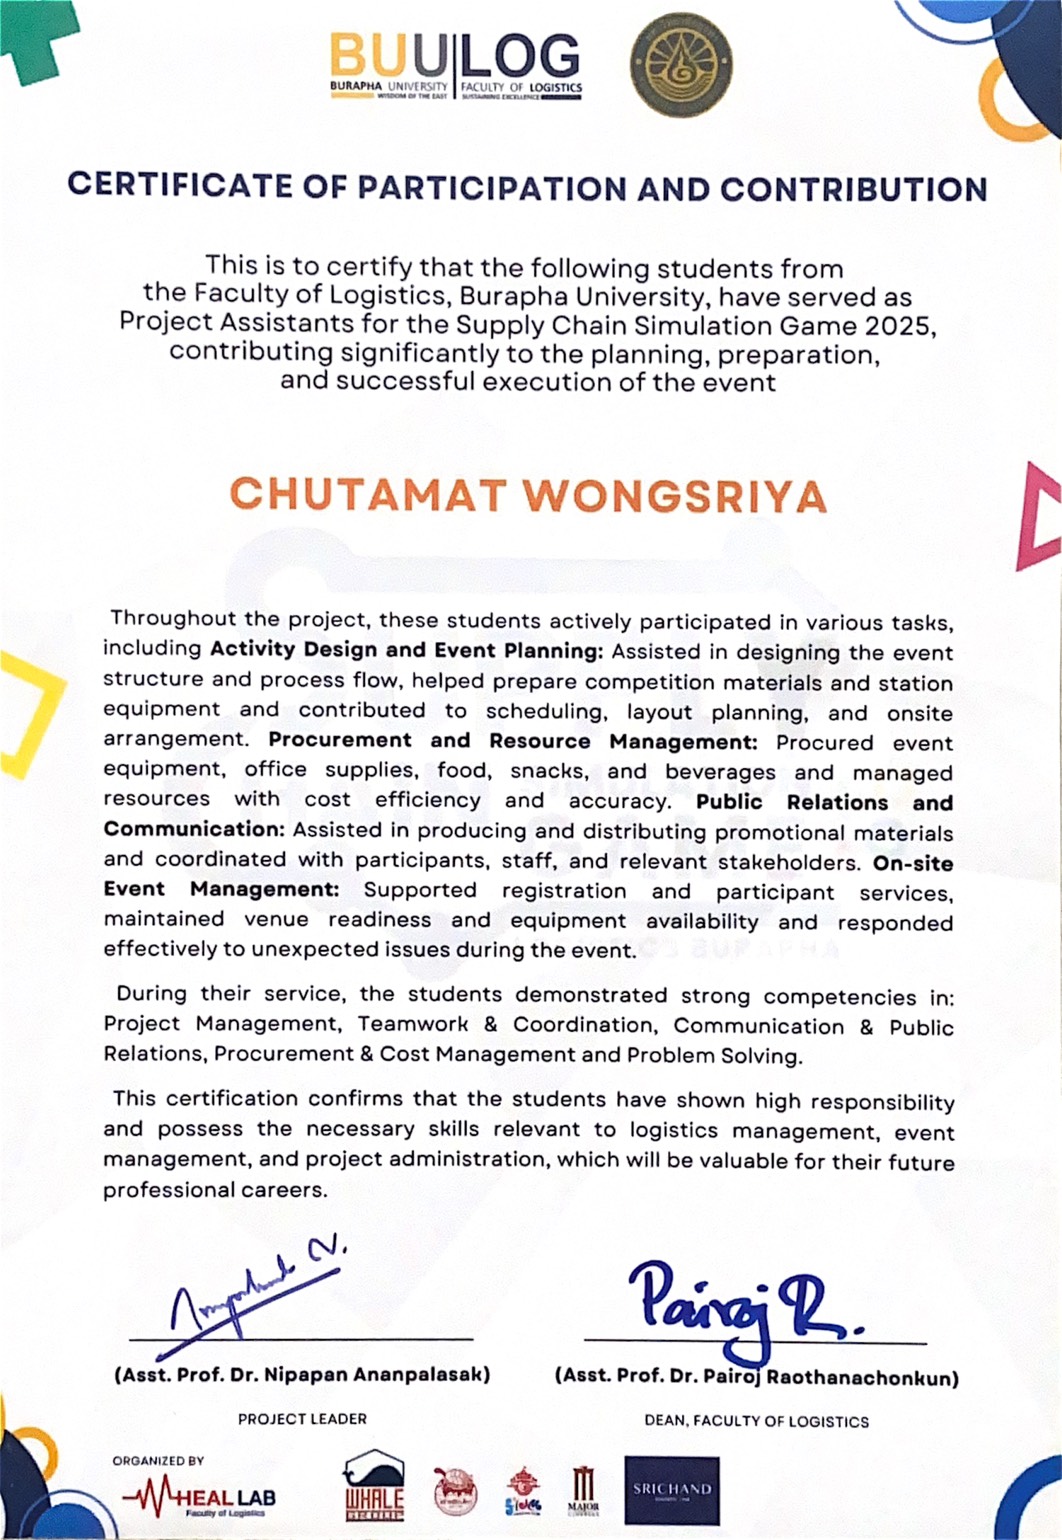 BUU|LOG
BURAPHA UNIVERSITY FACULTY OF LOGISTICS
WISDOM OF THE EAST SUSTAINING EXCELLENCE
CERTIFICATE OF PARTICIPATION AND CONTRIBUTION
This is to certify that the following students from
the Faculty of Logistics, Burapha University, have served as
Project Assistants for the Supply Chain Simulation Game 2025,
contributing significantly to the planning, preparation,
and successful execution of the event
CHUTAMAT WONGSRIYA
Throughout the project, these students actively participated in various tasks,
including Activity Design and Event Planning: Assisted in designing the event
structure and process flow, helped prepare competition materials and station
equipment and contributed to scheduling, layout planning, and onsite
arrangement. Procurement and Resource Management: Procured event
equipment, office supplies, food, snacks, and beverages and managed
resources with cost efficiency and accuracy. Public Relations and
Communication: Assisted in producing and distributing promotional materials
and coordinated with participants, staff, and relevant stakeholders. On-site
Event Management: Supported registration and participant services,
maintained venue readiness and equipment availability and responded
effectively to unexpected issues during the event.
During their service, the students demonstrated strong competencies in:
Project Management, Teamwork & Coordination, Communication & Public
Relations, Procurement & Cost Management and Problem Solving.
This certification confirms that the students have shown high responsibility
and possess the necessary skills relevant to logistics management, event
management, and project administration, which will be valuable for their future
professional careers.
Pairoj R.
(Asst. Prof. Dr. Nipapan Ananpalasak) (Asst. Prof. Dr. Pairoj Raothanachonkun)
PROJECT LEADER DEAN, FACULTY OF LOGISTICS
ORGANIZED BY
HEAL LAB
Faculty of Logistics
WHALE
MAJOR
SRICHAND